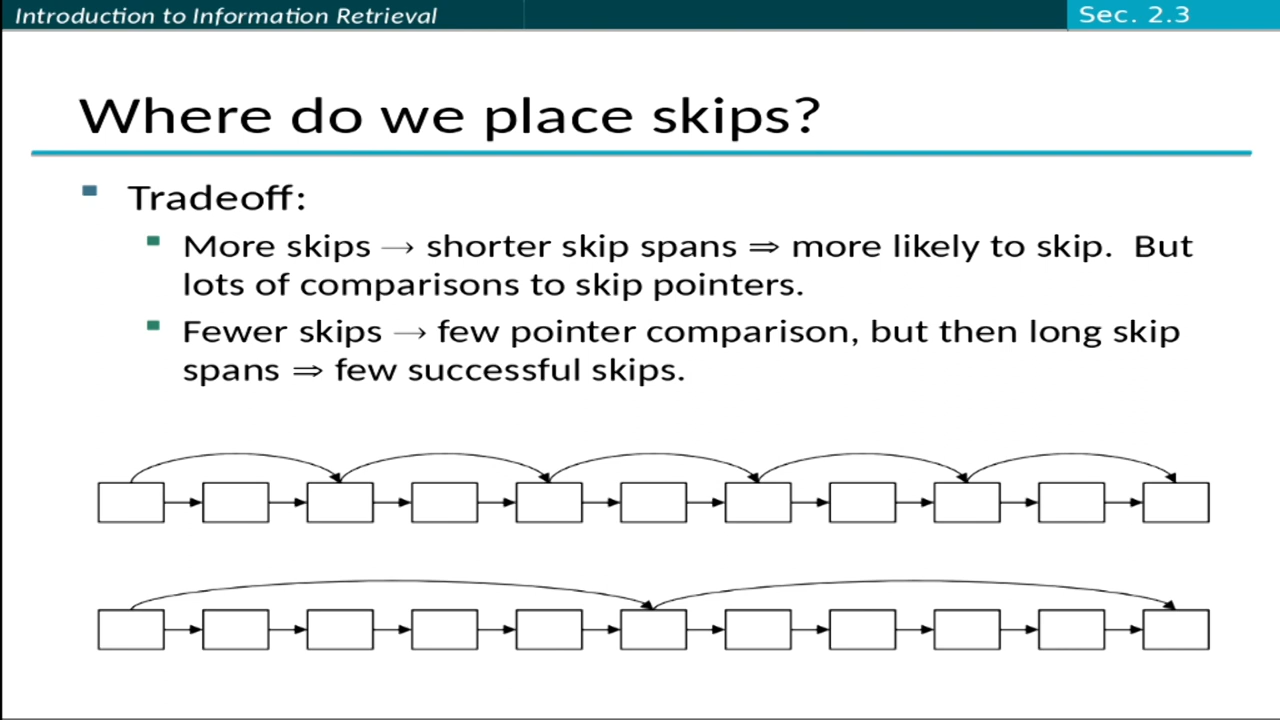 Introduction to Information Retrieval
Sec. 2.3
Where do we place skips?
Tradeoff:
More skips → shorter skip spans ⇒ more likely to skip. But
lots of comparisons to skip pointers.
Fewer skips → few pointer comparison, but then long skip
spans ⇒ few successful skips.